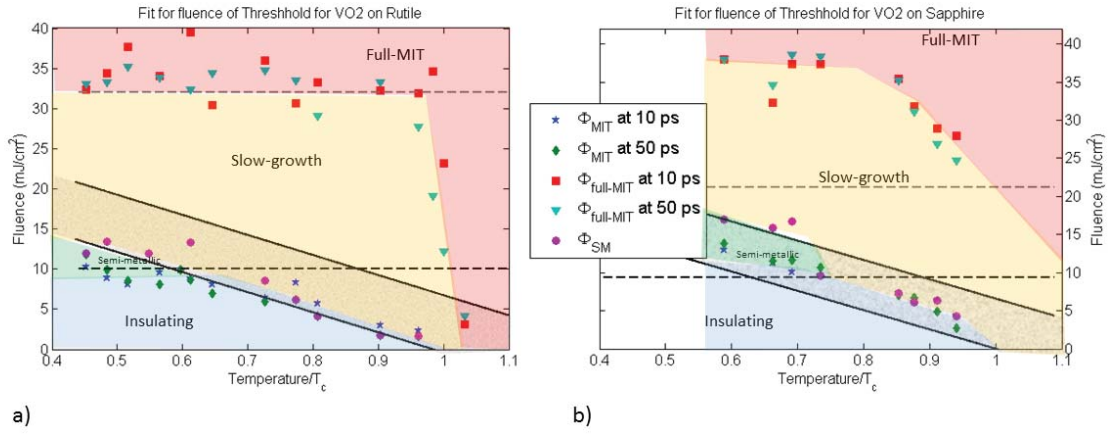 Fit for fluence of Threshhold for VO2 on Rutile
Fluence (mJ/cm²)
40
35
30
25
20
15
10
5
0
Full-MIT
Slow-growth
Semi-metallic
Insulating
0.4 0.5 0.6 0.7 0.8 0.9 1 1.1
Temperature/Tc
a)
Fit for fluence of Threshhold for VO2 on Sapphire
Full-MIT
ΦMIT at 10 ps
ΦMIT at 50 ps
Φfull-MIT at 10 ps
Φfull-MIT at 50 ps
ΦSM
Slow-growth
Semi-metallic
Insulating
40
35
30
25
20
15
10
5
0
Fluence (mJ/cm²)
0.4 0.5 0.6 0.7 0.8 0.9 1 1.1
Temperature/Tc
b)